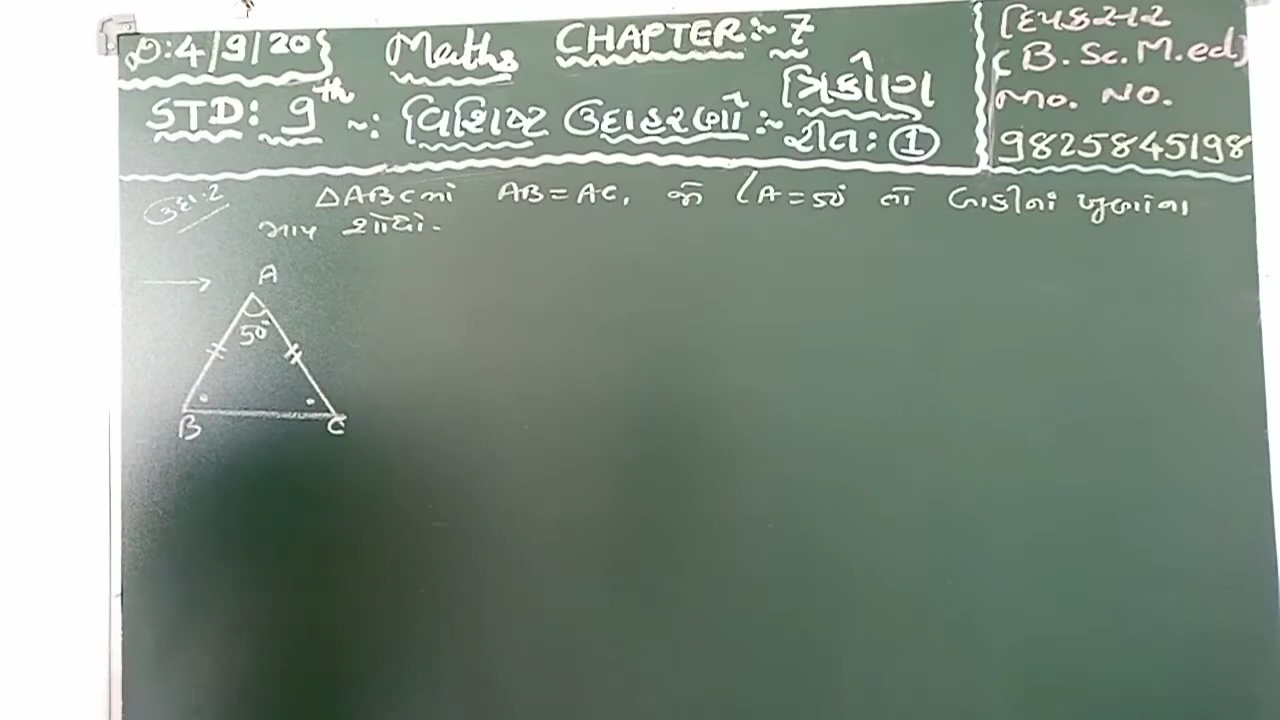 D:4/9/20} Maths CHAPTER:- 7
STD: 9th ~: વિશિષ્ટ ઉદાહરણો :~ ત્રિકોણ
રીત: ①
દિપકસર
(B.Sc.M.ed)
Mo. No.
9825845198
ઉદા:2 △ABCમાં AB = AC, જો ∠A = 50° તો બાકીનાં ખુણાંના
માપ શોધો.
A
50°
B C